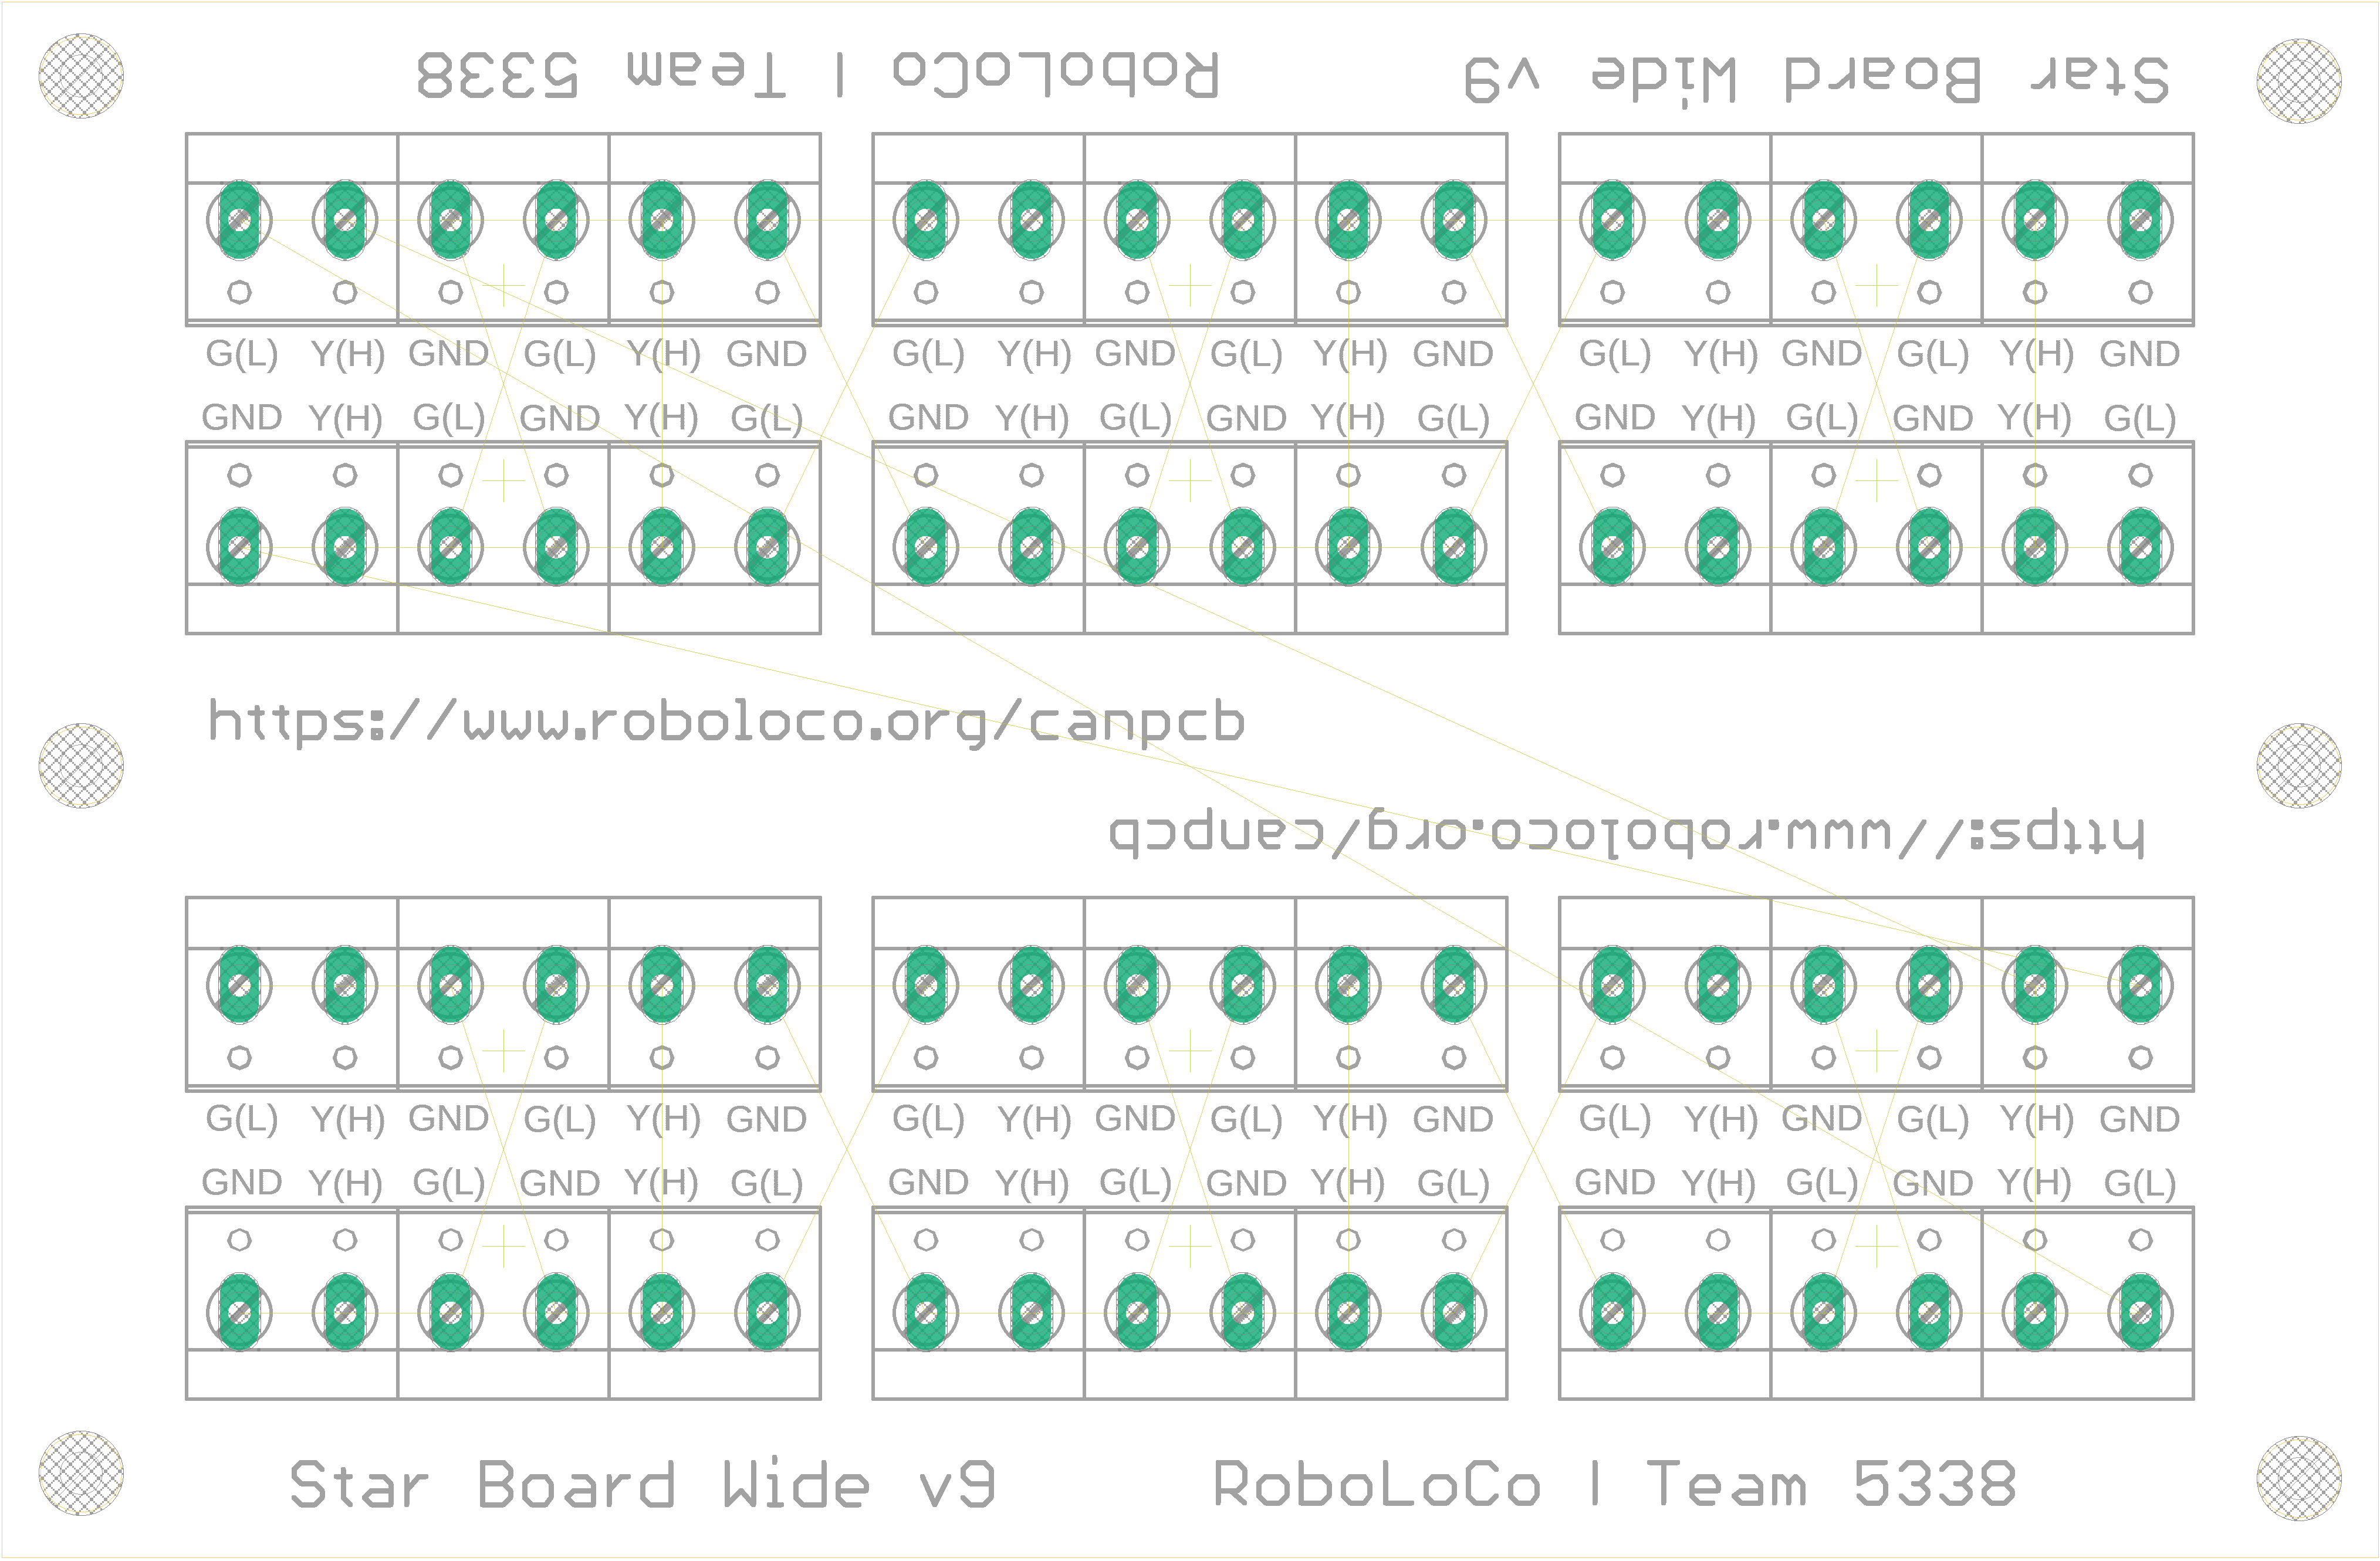 RoboLoCo | Team 5338
Star Board Wide v9
G(L) Y(H) GND G(L) Y(H) GND G(L) Y(H) GND G(L) Y(H) GND G(L) Y(H) GND G(L) Y(H) GND
GND Y(H) G(L) GND Y(H) G(L) GND Y(H) G(L) GND Y(H) G(L) GND Y(H) G(L) GND Y(H) G(L)
https://www.roboloco.org/canpcb
https://www.roboloco.org/canpcb
G(L) Y(H) GND G(L) Y(H) GND G(L) Y(H) GND G(L) Y(H) GND G(L) Y(H) GND G(L) Y(H) GND
GND Y(H) G(L) GND Y(H) G(L) GND Y(H) G(L) GND Y(H) G(L) GND Y(H) G(L) GND Y(H) G(L)
Star Board Wide v9
RoboLoCo | Team 5338